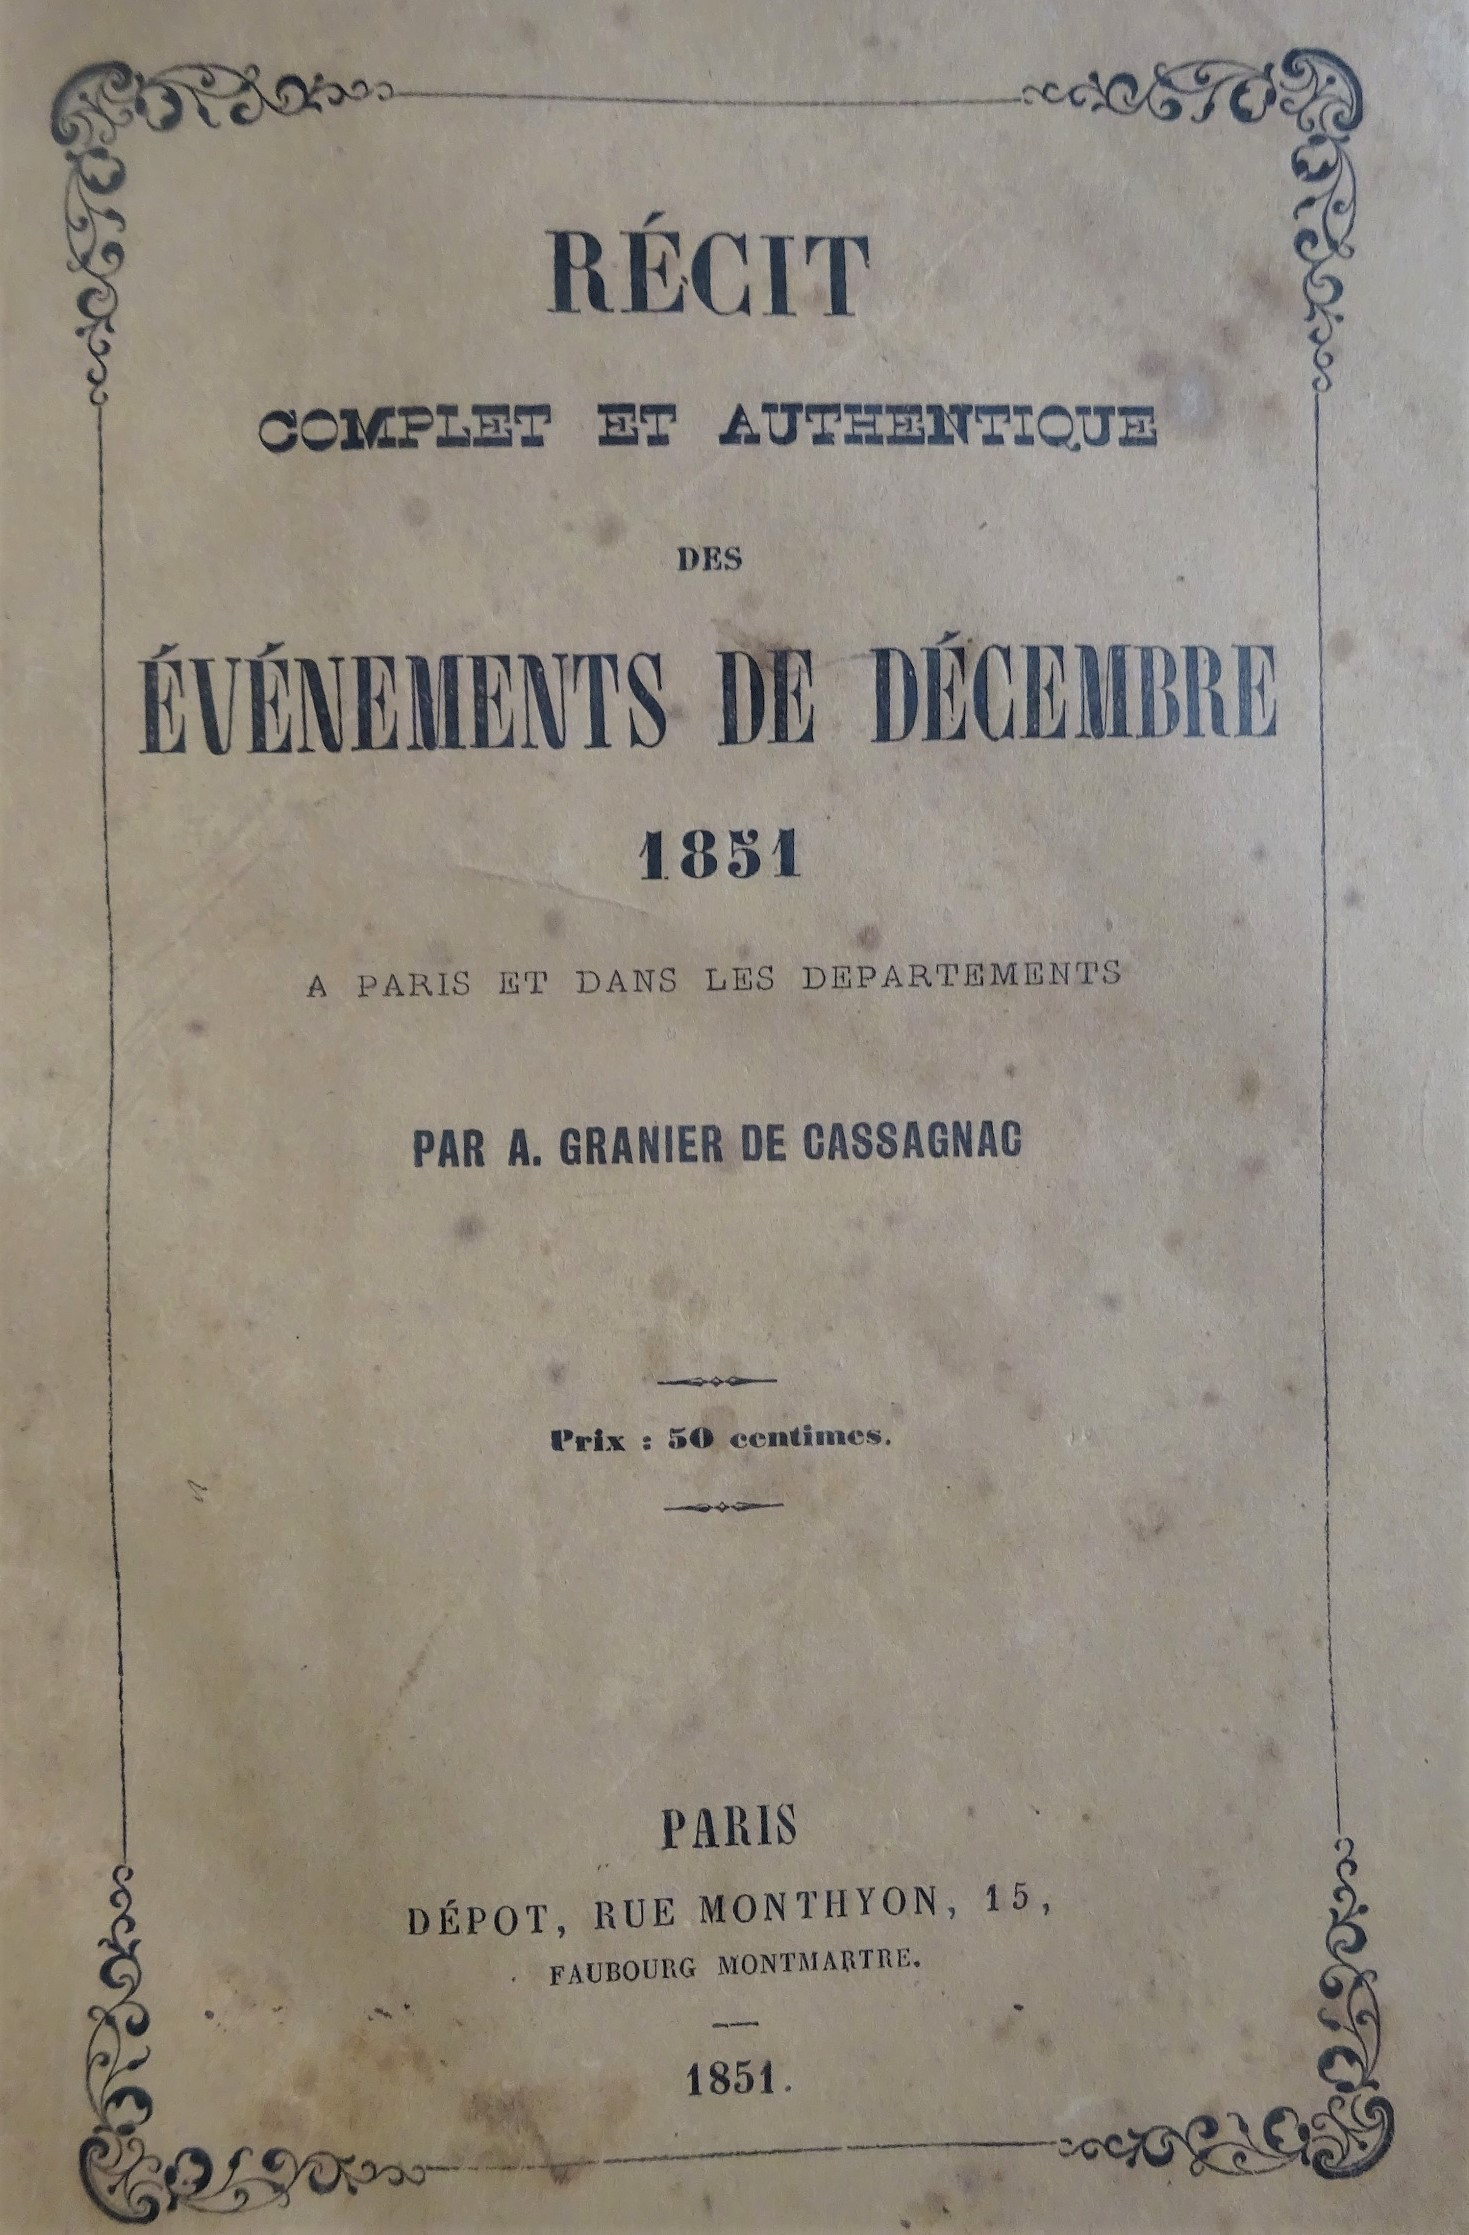 RÉCIT
COMPLET ET AUTHENTIQUE
DES
ÉVÉNEMENTS DE DÉCEMBRE
1851
A PARIS ET DANS LES DEPARTEMENTS
PAR A. GRANIER DE CASSAGNAC
Prix : 50 centimes.
PARIS
DÉPOT, RUE MONTHYON, 15,
FAUBOURG MONTMARTRE.
1851.